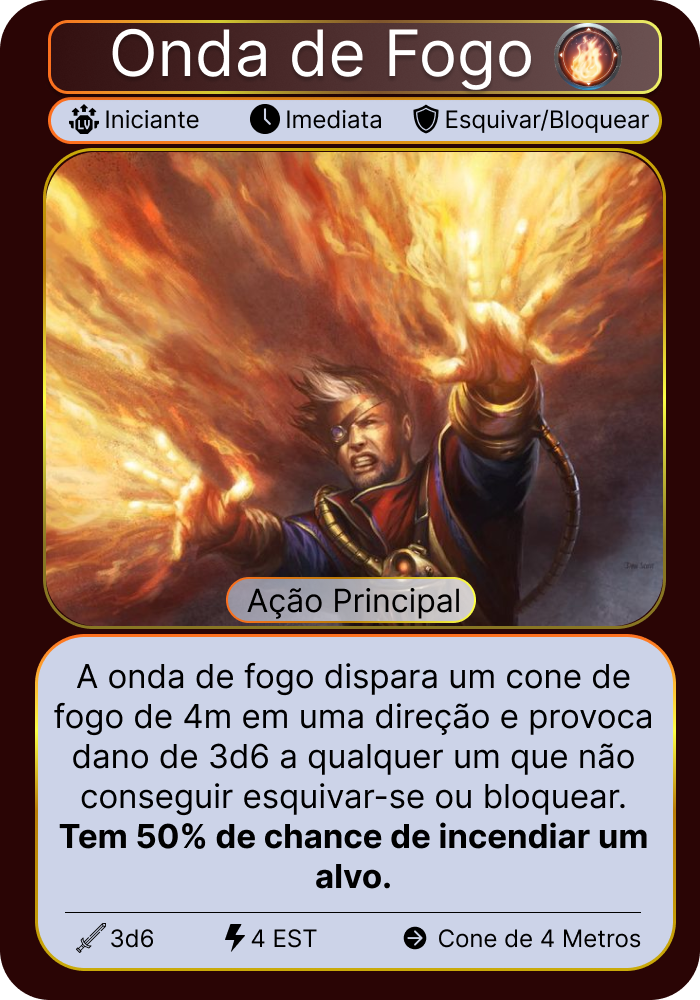 Onda de Fogo
LV Iniciante Imediata Esquivar/Bloquear
Ação Principal
A onda de fogo dispara um cone de
fogo de 4m em uma direção e provoca
dano de 3d6 a qualquer um que não
conseguir esquivar-se ou bloquear.
Tem 50% de chance de incendiar um
alvo.
3d6 4 EST Cone de 4 Metros